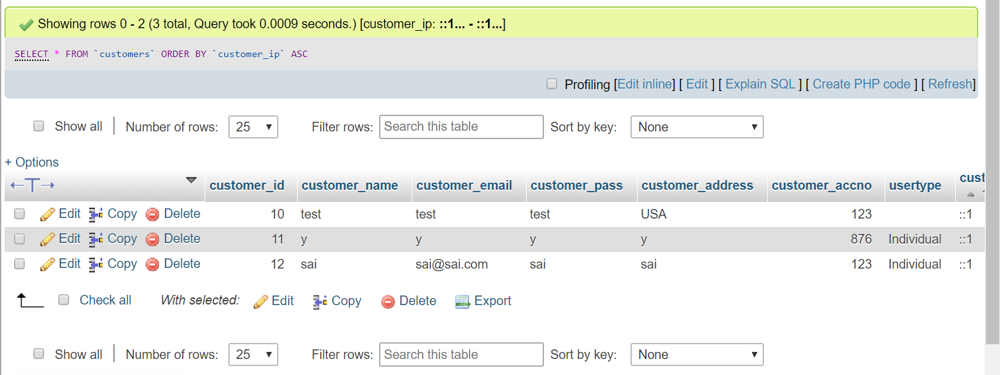 Showing rows 0 - 2 (3 total, Query took 0.0009 seconds.) [customer_ip: ::1... - ::1...]
SELECT * FROM `customers` ORDER BY `customer_ip` ASC
Profiling [Edit inline] [ Edit ] [ Explain SQL ] [ Create PHP code ] [ Refresh]
Show all | Number of rows: 25 Filter rows: Search this table Sort by key: None
+ Options
customer_id customer_name customer_email customer_pass customer_address customer_accno usertype cust
Edit Copy Delete 10 test test test USA 123 ::1
Edit Copy Delete 11 y y y y 876 Individual ::1
Edit Copy Delete 12 sai sai@sai.com sai sai 123 Individual ::1
Check all With selected: Edit Copy Delete Export
Show all | Number of rows: 25 Filter rows: Search this table Sort by key: None